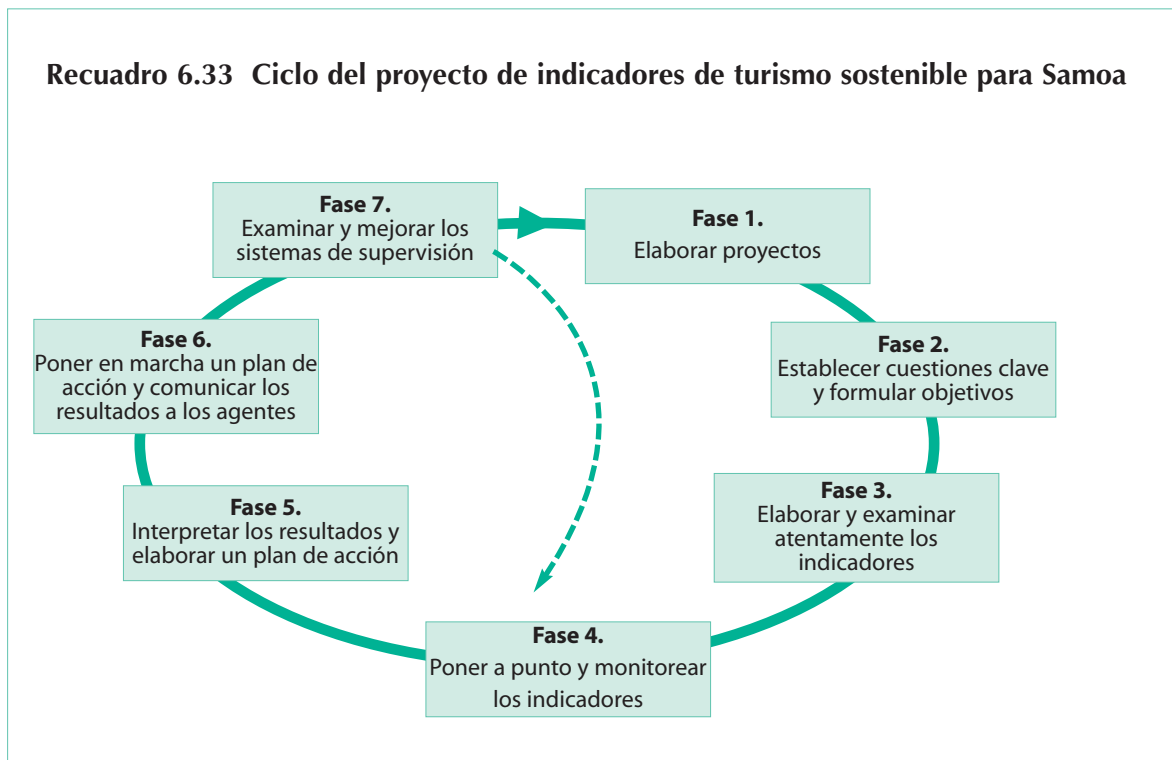 Recuadro 6.33 Ciclo del proyecto de indicadores de turismo sostenible para Samoa
Fase 1.
Elaborar proyectos
Fase 2.
Establecer cuestiones clave
y formular objetivos
Fase 3.
Elaborar y examinar
atentamente los
indicadores
Fase 4.
Poner a punto y monitorear
los indicadores
Fase 5.
Interpretar los resultados y
elaborar un plan de acción
Fase 6.
Poner en marcha un plan de
acción y comunicar los
resultados a los agentes
Fase 7.
Examinar y mejorar los
sistemas de supervisión